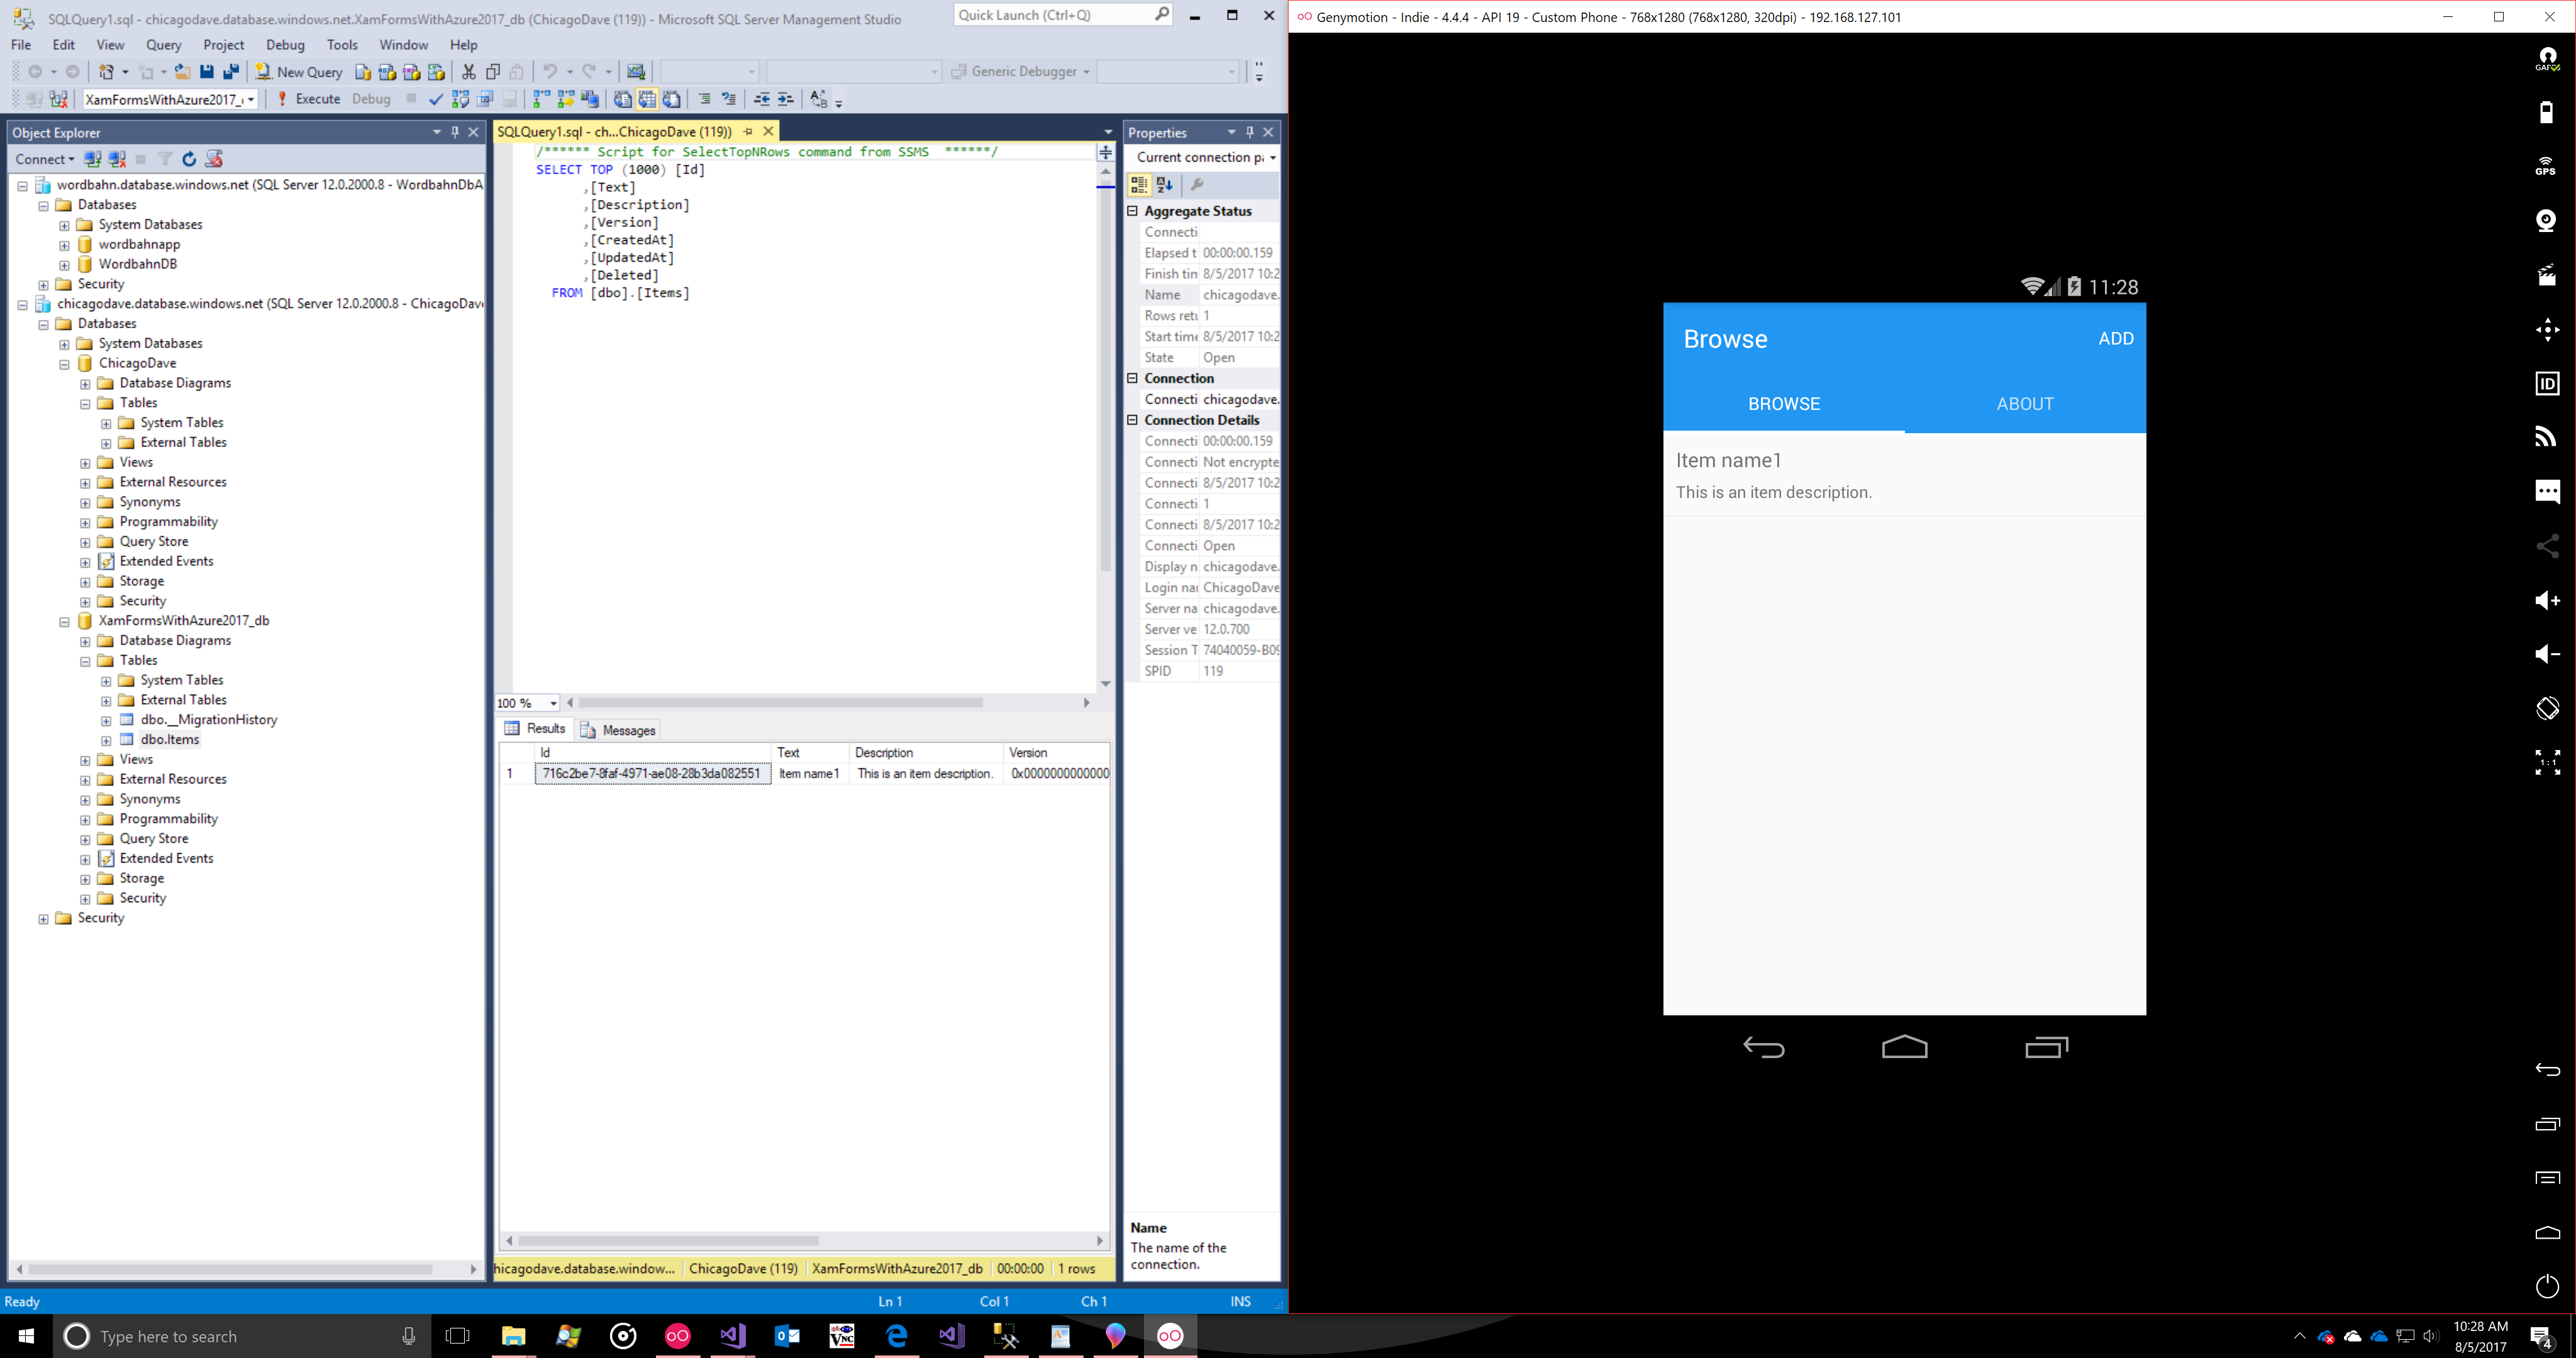 SQLQuery1.sql - chicagodave.database.windows.net.XamFormsWithAzure2017_db (ChicagoDave (119)) - Microsoft SQL Server Management Studio
Quick Launch (Ctrl+Q)
File Edit View Query Project Debug Tools Window Help
New Query
Generic Debugger
XamFormsWithAzure2017_
Execute Debug
Object Explorer
Connect
wordbahn.database.windows.net (SQL Server 12.0.2000.8 - WordbahnDbA
Databases
System Databases
wordbahnapp
WordbahnDB
Security
chicagodave.database.windows.net (SQL Server 12.0.2000.8 - ChicagoDav
Databases
System Databases
ChicagoDave
Database Diagrams
Tables
System Tables
External Tables
Views
External Resources
Synonyms
Programmability
Query Store
Extended Events
Storage
Security
XamFormsWithAzure2017_db
Database Diagrams
Tables
System Tables
External Tables
dbo.__MigrationHistory
dbo.Items
Views
External Resources
Synonyms
Programmability
Query Store
Extended Events
Storage
Security
Security
SQLQuery1.sql - ch...ChicagoDave (119))
/****** Script for SelectTopNRows command from SSMS  ******/
SELECT TOP (1000) [Id]
,[Text]
,[Description]
,[Version]
,[CreatedAt]
,[UpdatedAt]
,[Deleted]
FROM [dbo].[Items]
100 %
Results Messages
Id Text Description Version
1 716c2be7-8faf-4971-ae08-28b3da082551 Item name1 This is an item description. 0x0000000000000
hicagodave.database.window... ChicagoDave (119) XamFormsWithAzure2017_db 00:00:00 1 rows
Properties
Current connection p
Aggregate Status
Connecti
Elapsed t 00:00:00.159
Finish tim 8/5/2017 10:2
Name chicagodave.
Rows retu 1
Start time 8/5/2017 10:2
State Open
Connection
Connecti chicagodave.
Connection Details
Connecti 00:00:00.159
Connecti Not encrypte
Connecti 8/5/2017 10:2
Connecti 1
Connecti 8/5/2017 10:2
Connecti Open
Display n chicagodave.
Login nar ChicagoDave
Server na chicagodave.
Server ve 12.0.700
Session T 74040059-B09
SPID 119
Name
The name of the
connection.
Ready Ln 1 Col 1 Ch 1 INS
Genymotion - Indie - 4.4.4 - API 19 - Custom Phone - 768x1280 (768x1280, 320dpi) - 192.168.127.101
11:28
Browse ADD
BROWSE ABOUT
Item name1
This is an item description.
GPS
ID
1 : 1
Type here to search
VNC
10:28 AM
8/5/2017
4